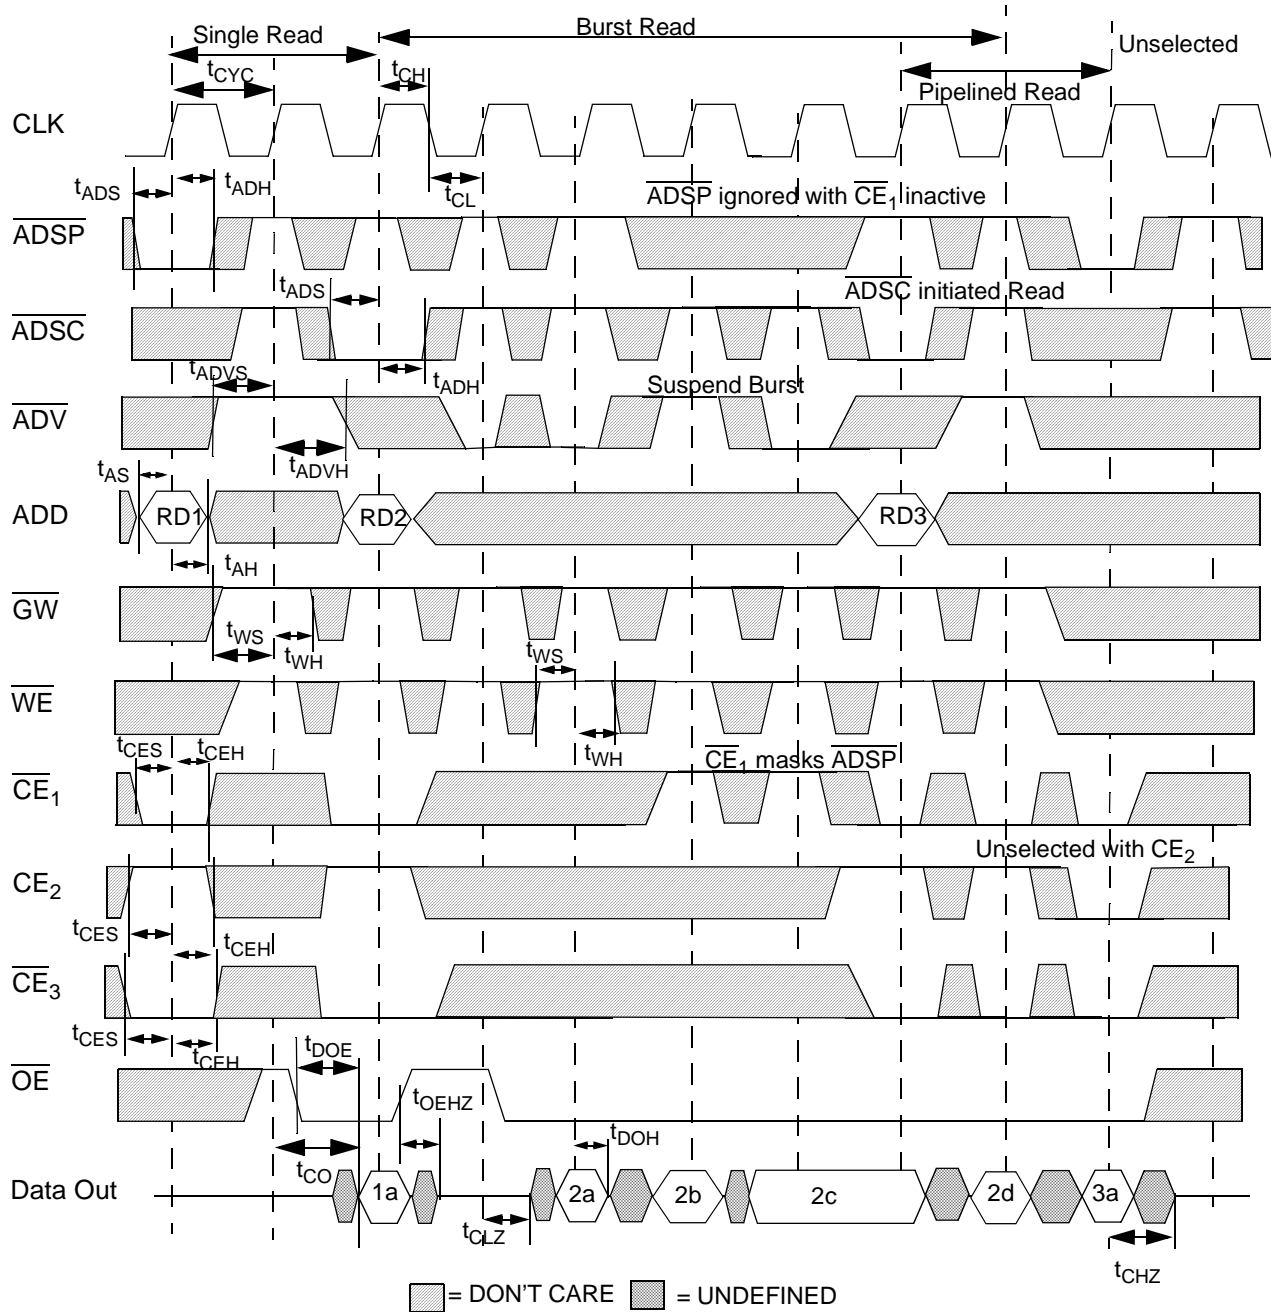 Single Read
Burst Read
Unselected
tCYC
tCH
Pipelined Read
CLK
tADS
tADH
tCL
ADSP ignored with CE1 inactive
ADSP
tADS
ADSC initiated Read
ADSC
tADVS
tADH
Suspend Burst
ADV
tADVH
tAS
ADD
RD1
RD2
RD3
tAH
GW
tWS
tWH
tWS
WE
tWH
tCES
tCEH
CE1 masks ADSP
CE1
Unselected with CE2
CE2
tCES
tCEH
CE3
tCES
tCEH
tDOE
OE
tOEHZ
tDOH
tCO
Data Out
1a
2a
2b
2c
2d
3a
tCLZ
tCHZ
= DON'T CARE
= UNDEFINED